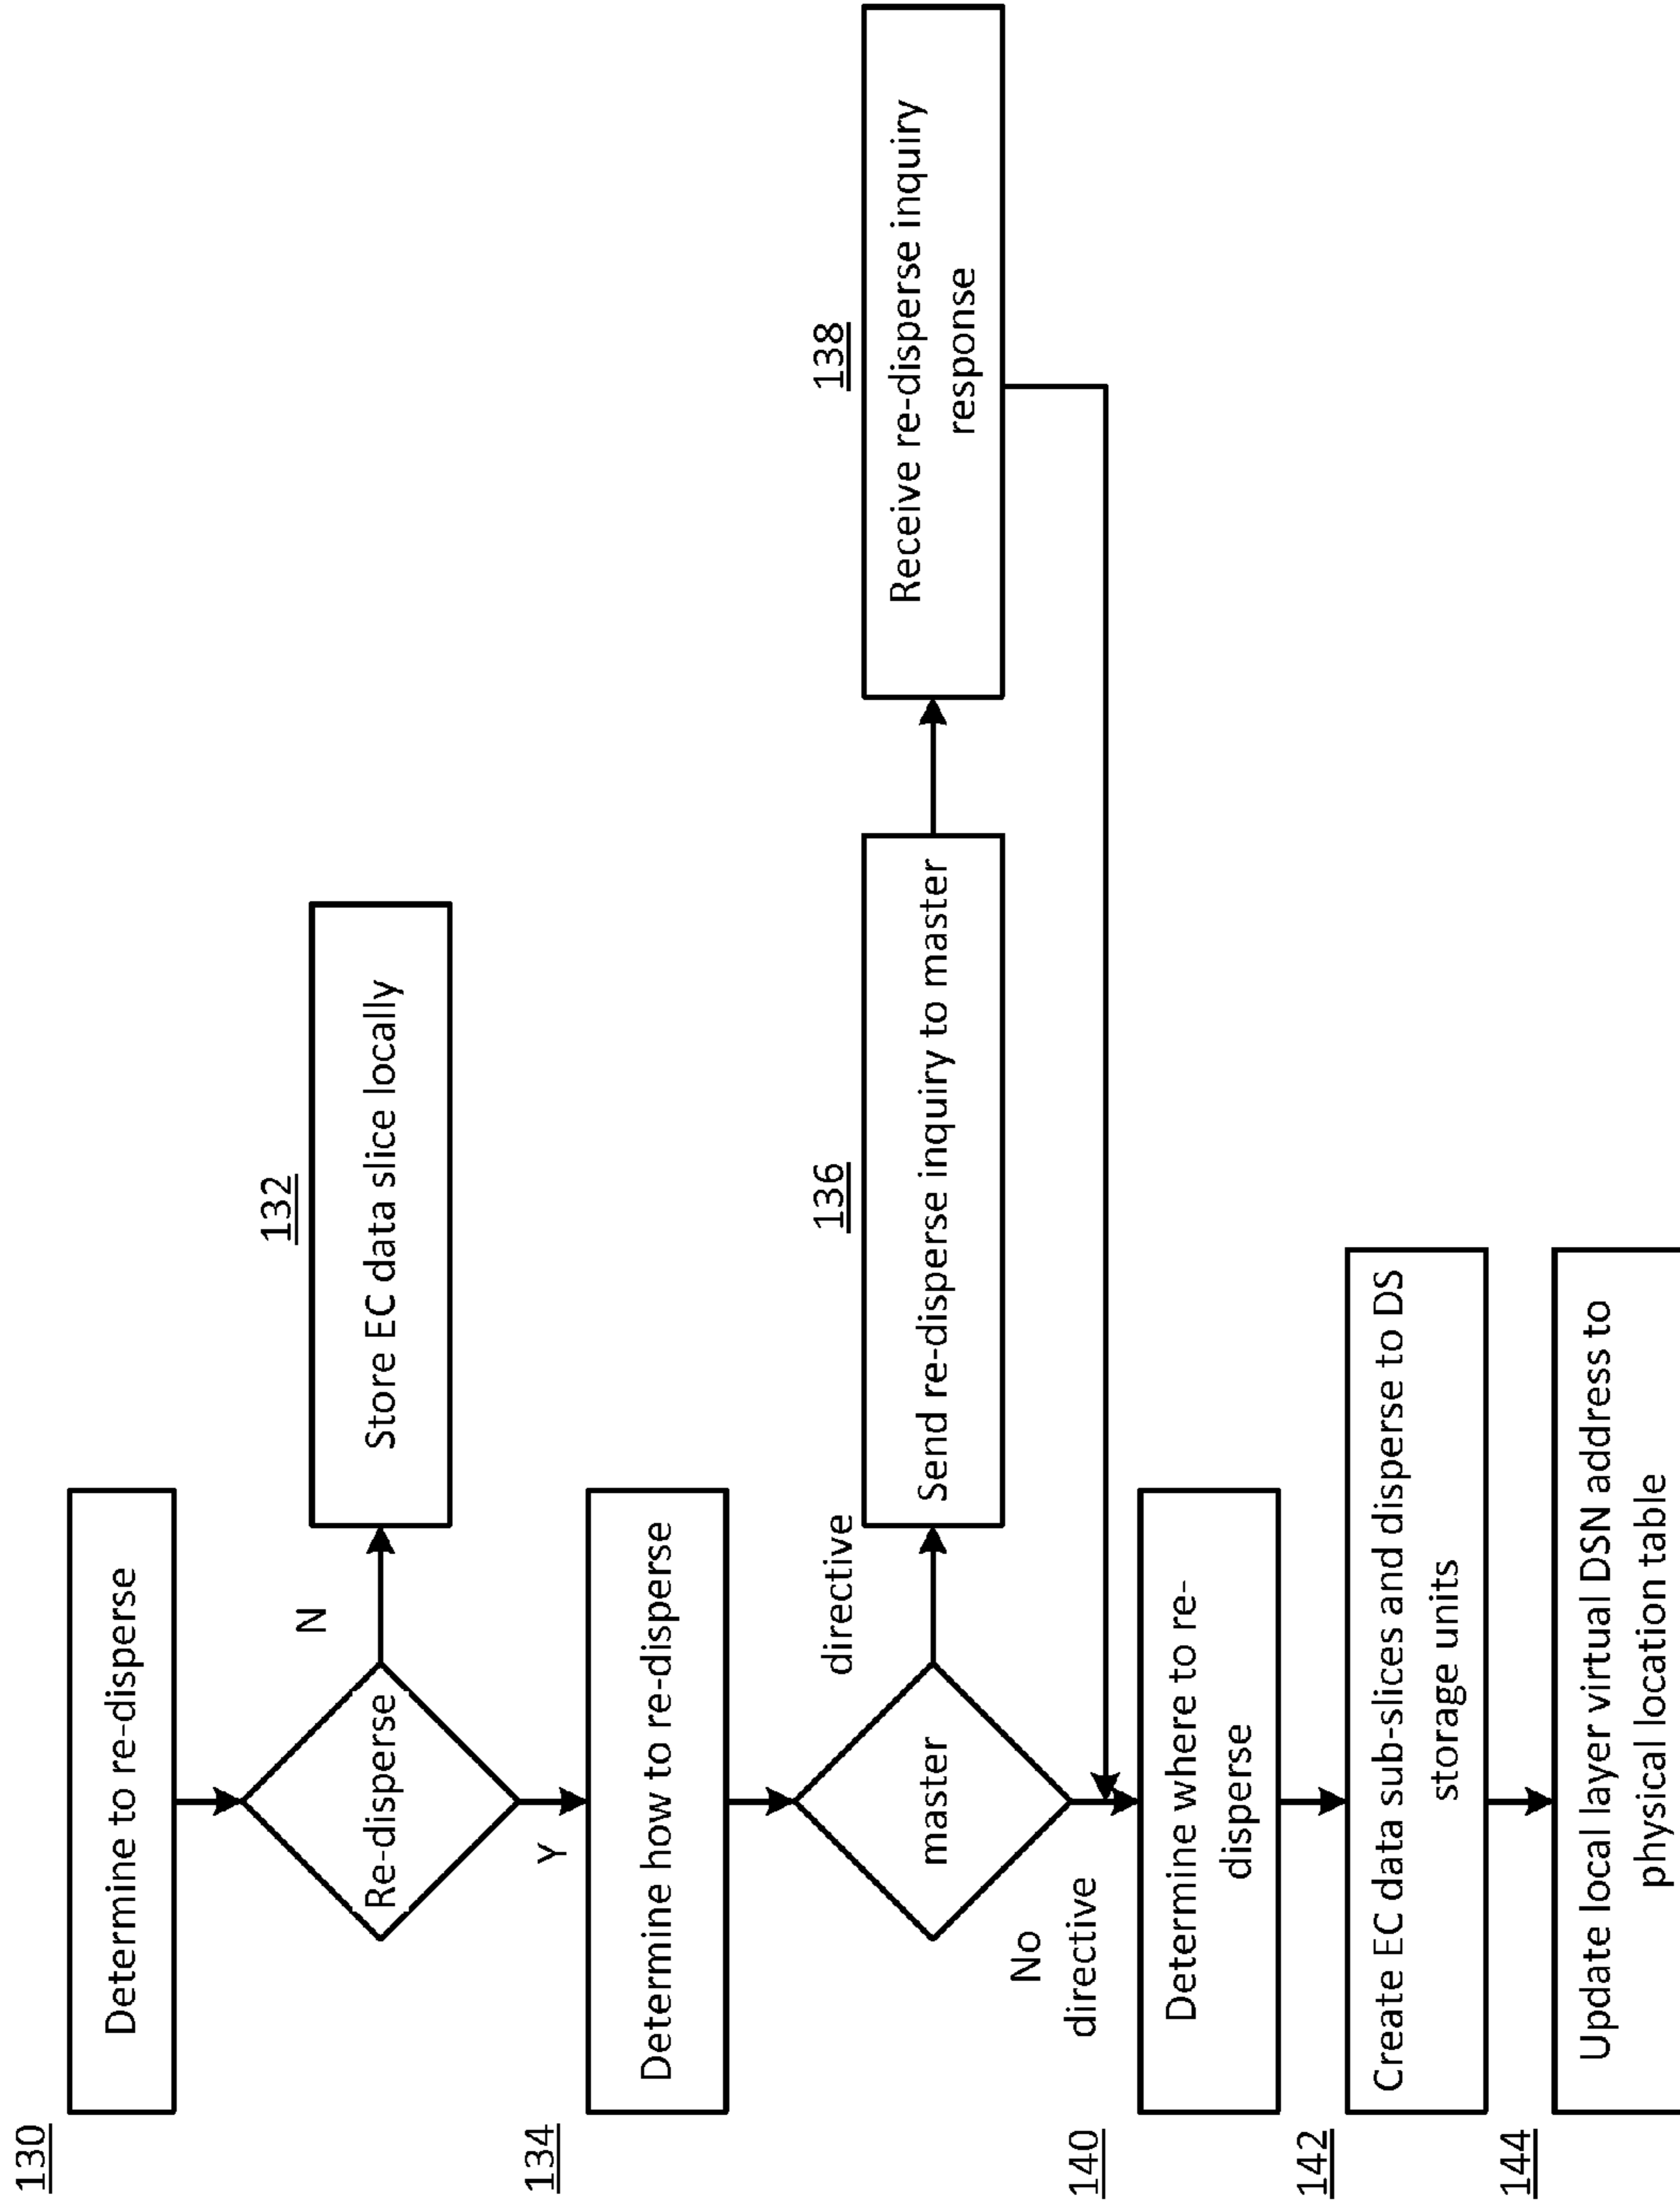 130
Determine to re-disperse
Re-disperse
N
132
Store EC data slice locally
Y
134
Determine how to re-disperse
master
directive
136
Send re-disperse inquiry to master
138
Receive re-disperse inquiry
response
No
directive
140
Determine where to re-
disperse
142
Create EC data sub-slices and disperse to DS
storage units
144
Update local layer virtual DSN address to
physical location table